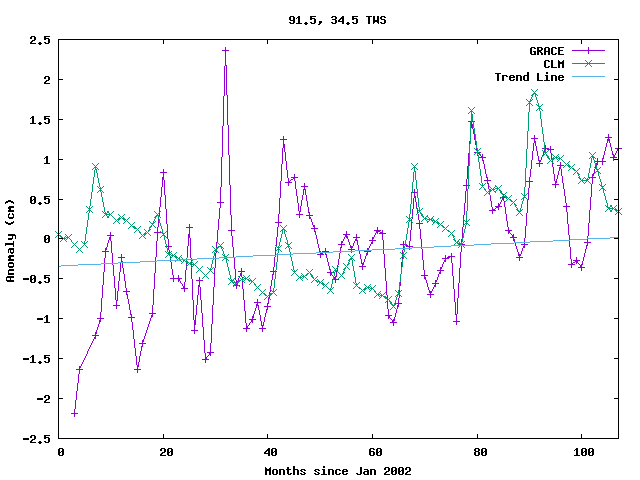 91.5, 34.5 TWS
GRACE
CLM
Trend Line
2.5
2
1.5
1
0.5
0
-0.5
-1
-1.5
-2
-2.5
Anomaly (cm)
0 20 40 60 80 100
Months since Jan 2002